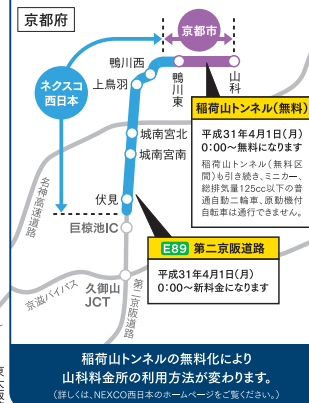 京都府
京都市
ネクスコ
西日本
鴨川西
上鳥羽
鴨川東
山科
稲荷山トンネル(無料)
平成31年4月1日(月)
0:00〜無料になります
稲荷山トンネル(無料区
間)も引き続き、ミニカー、
総排気量125cc以下の普
通自動二輪車、原動機付
自転車は通行できません。
城南宮北
城南宮南
名神高速道路
伏見
巨椋池IC
E89 第二京阪道路
平成31年4月1日(月)
0:00〜新料金になります
京滋バイパス
久御山
JCT
第二京阪道路
稲荷山トンネルの無料化により
山科料金所の利用方法が変わります。
(詳しくは、NEXCO西日本のホームページをご覧ください。)